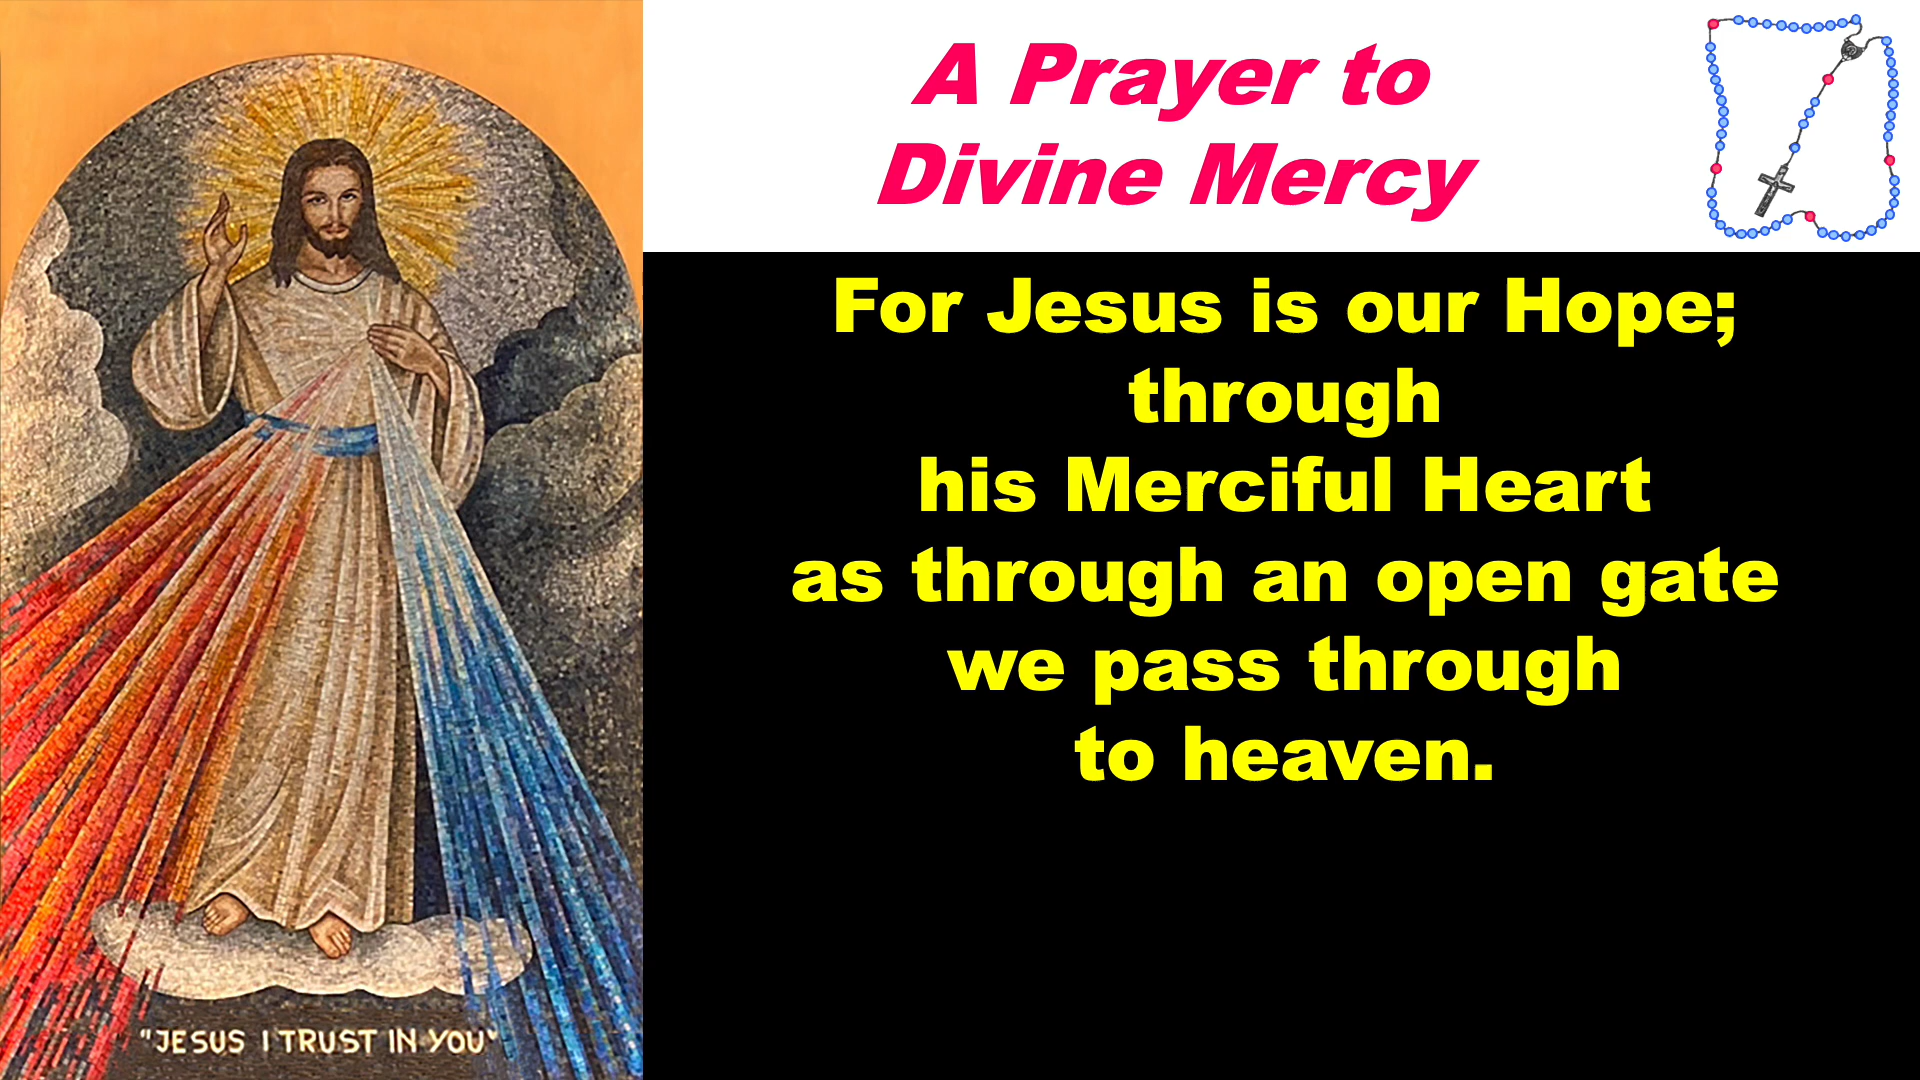 A Prayer to
Divine Mercy
For Jesus is our Hope;
through
his Merciful Heart
as through an open gate
we pass through
to heaven.
"JESUS I TRUST IN YOU"